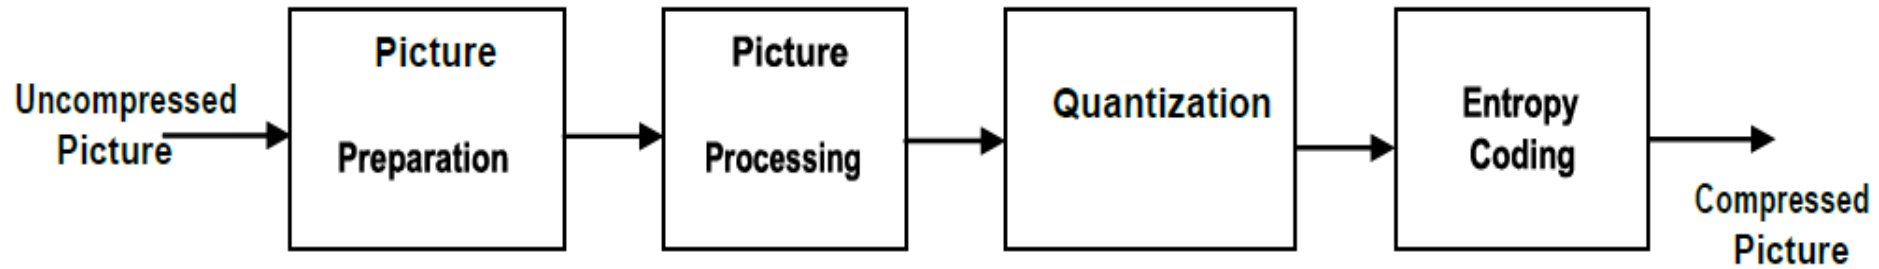 Uncompressed
Picture
Picture
Preparation
Picture
Processing
Quantization
Entropy
Coding
Compressed
Picture